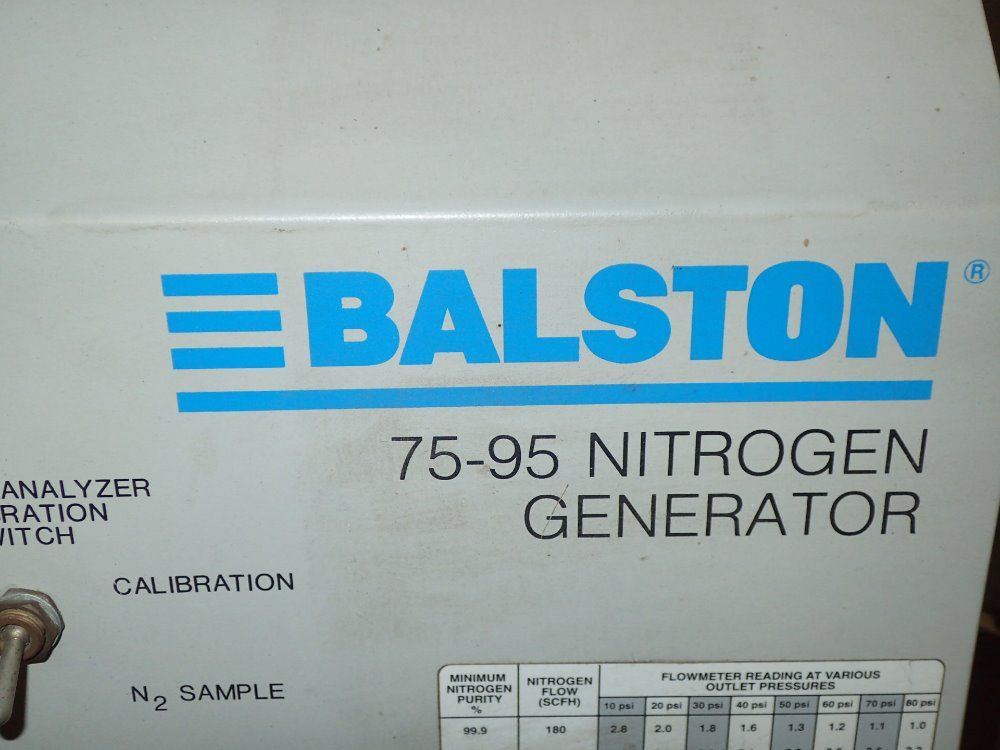 BALSTON®
75-95 NITROGEN
GENERATOR
ANALYZER
RATION
WITCH
CALIBRATION
N₂ SAMPLE
MINIMUM NITROGEN PURITY % NITROGEN FLOW (SCFH) FLOWMETER READING AT VARIOUS OUTLET PRESSURES
10 psi 20 psi 30 psi 40 psi 50 psi 60 psi 70 psi 80 psi
99.9 180 2.8 2.0 1.8 1.6 1.3 1.2 1.1 1.0